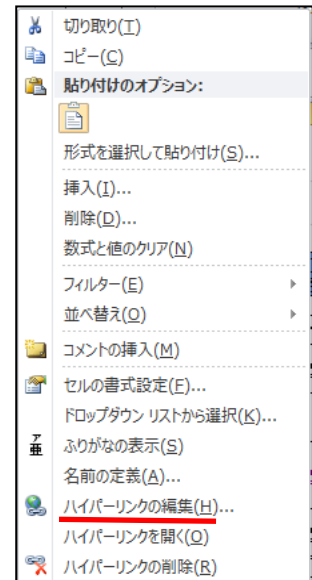 切り取り(T)
コピー(C)
貼り付けのオプション:
形式を選択して貼り付け(S)...
挿入(I)...
削除(D)...
数式と値のクリア(N)
フィルター(E)
並べ替え(O)
コメントの挿入(M)
セルの書式設定(F)...
ドロップダウン リストから選択(K)...
ふりがなの表示(S)
名前の定義(A)...
ハイパーリンクの編集(H)...
ハイパーリンクを開く(O)
ハイパーリンクの削除(R)